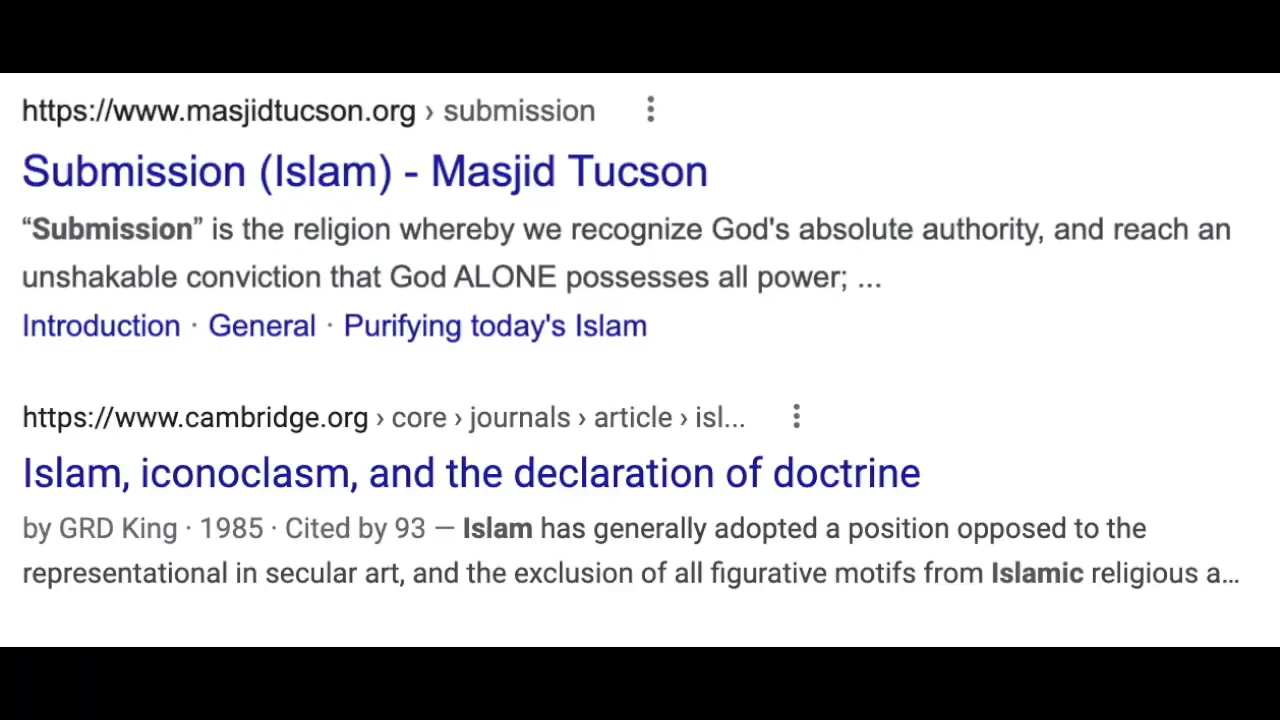 https://www.masjidtucson.org › submission
Submission (Islam) - Masjid Tucson
“Submission” is the religion whereby we recognize God's absolute authority, and reach an
unshakable conviction that God ALONE possesses all power; ...
Introduction · General · Purifying today's Islam
https://www.cambridge.org › core › journals › article › isl...
Islam, iconoclasm, and the declaration of doctrine
by GRD King · 1985 · Cited by 93 — Islam has generally adopted a position opposed to the
representational in secular art, and the exclusion of all figurative motifs from Islamic religious a...